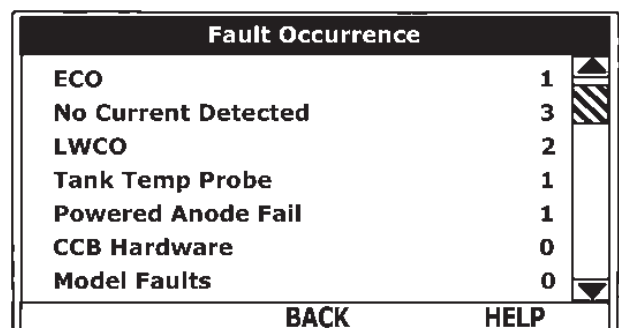 Fault Occurrence
ECO 1
No Current Detected 3
LWCO 2
Tank Temp Probe 1
Powered Anode Fail 1
CCB Hardware 0
Model Faults 0
BACK HELP